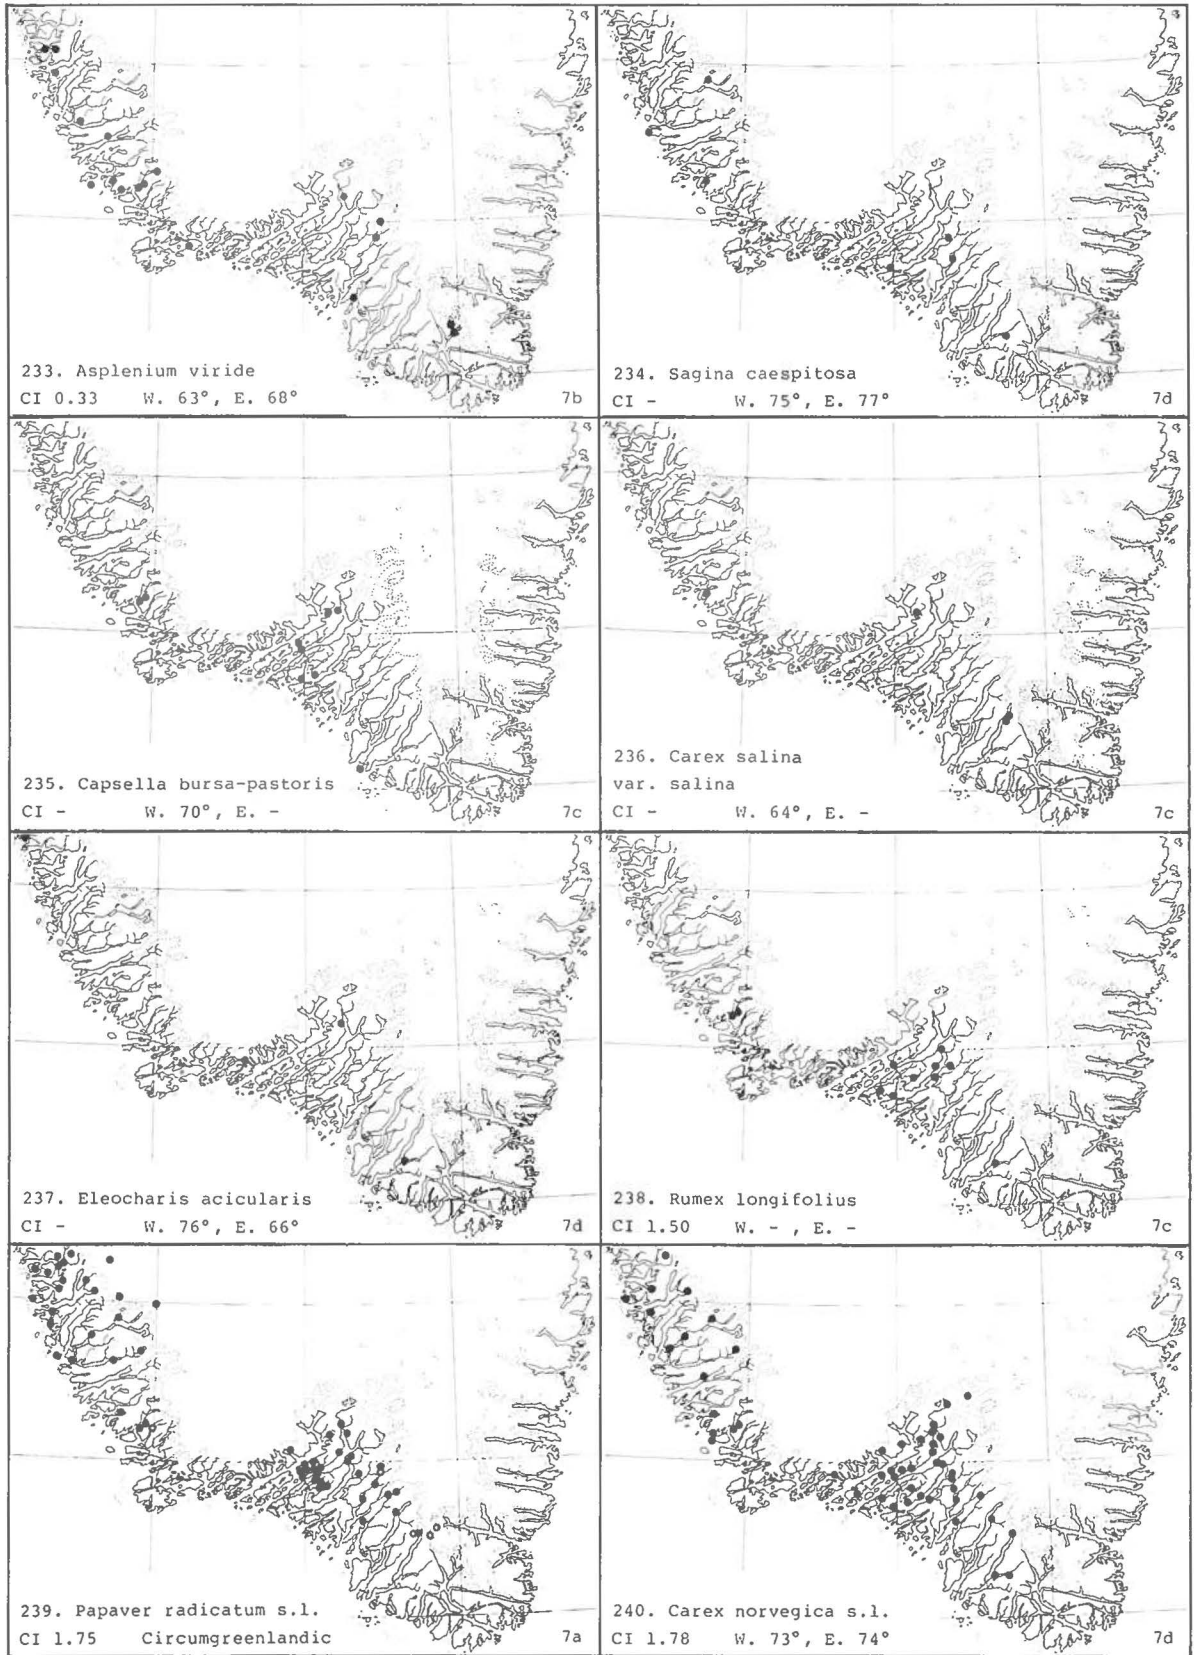 233. Asplenium viride
CI 0.33 W. 63°, E. 68° 7b
234. Sagina caespitosa
CI - W. 75°, E. 77° 7d
235. Capsella bursa-pastoris
CI - W. 70°, E. - 7c
236. Carex salina
var. salina
CI - W. 64°, E. - 7c
237. Eleocharis acicularis
CI - W. 76°, E. 66° 7d
238. Rumex longifolius
CI 1.50 W. - , E. - 7c
239. Papaver radicatum s.l.
CI 1.75 Circumgreenlandic 7a
240. Carex norvegica s.l.
CI 1.78 W. 73°, E. 74° 7d